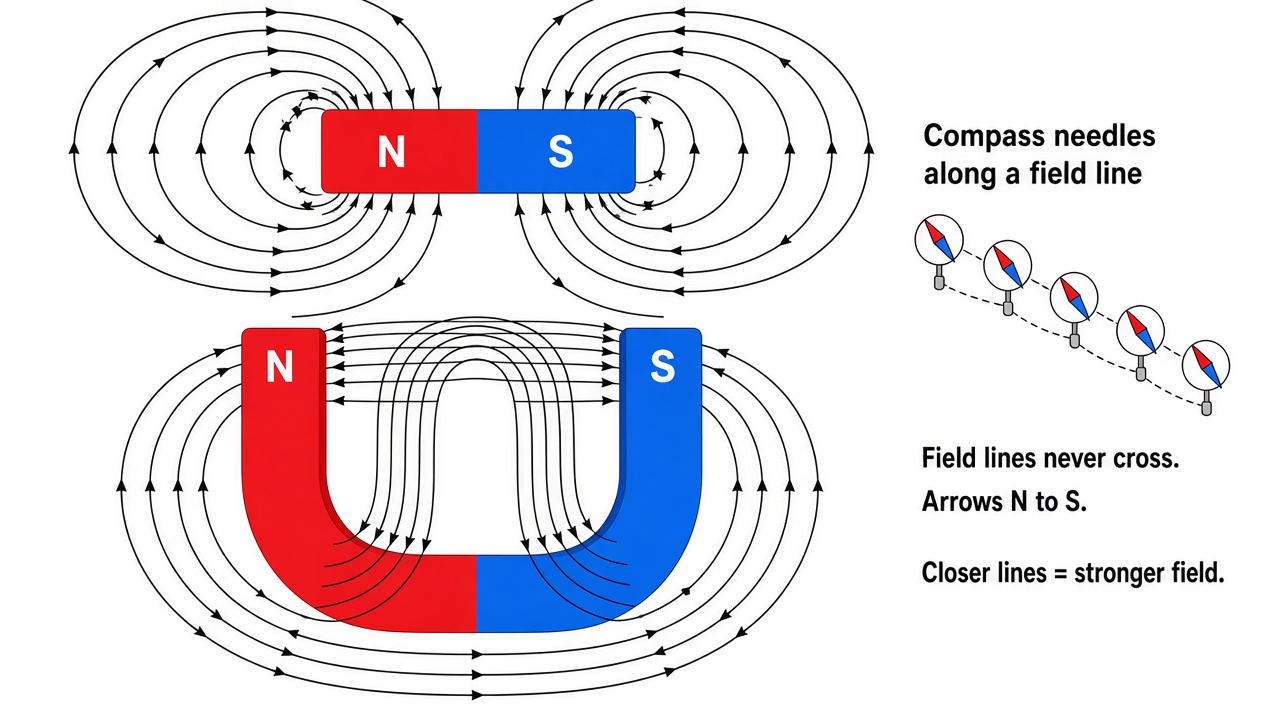 N
S
Compass needles
along a field line
N
S
Field lines never cross.
Arrows N to S.
Closer lines = stronger field.